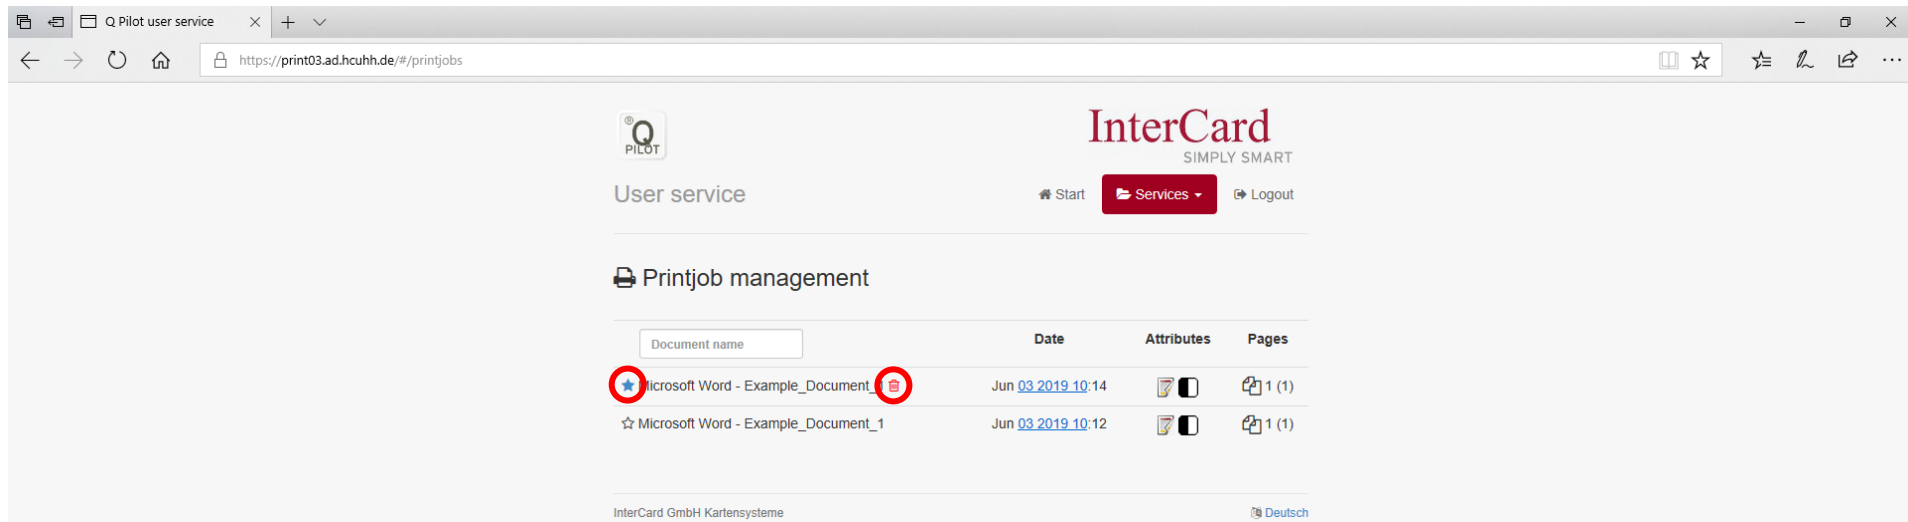 Q Pilot user service
https://print03.ad.hcuhh.de/#/printjobs
® Q PILOT
InterCard
SIMPLY SMART
User service
Start
Services
Logout
Printjob management
Document name
Date
Attributes
Pages
Microsoft Word - Example_Document_ Jun 03 2019 10:14 1 (1)
Microsoft Word - Example_Document_1 Jun 03 2019 10:12 1 (1)
InterCard GmbH Kartensysteme
Deutsch